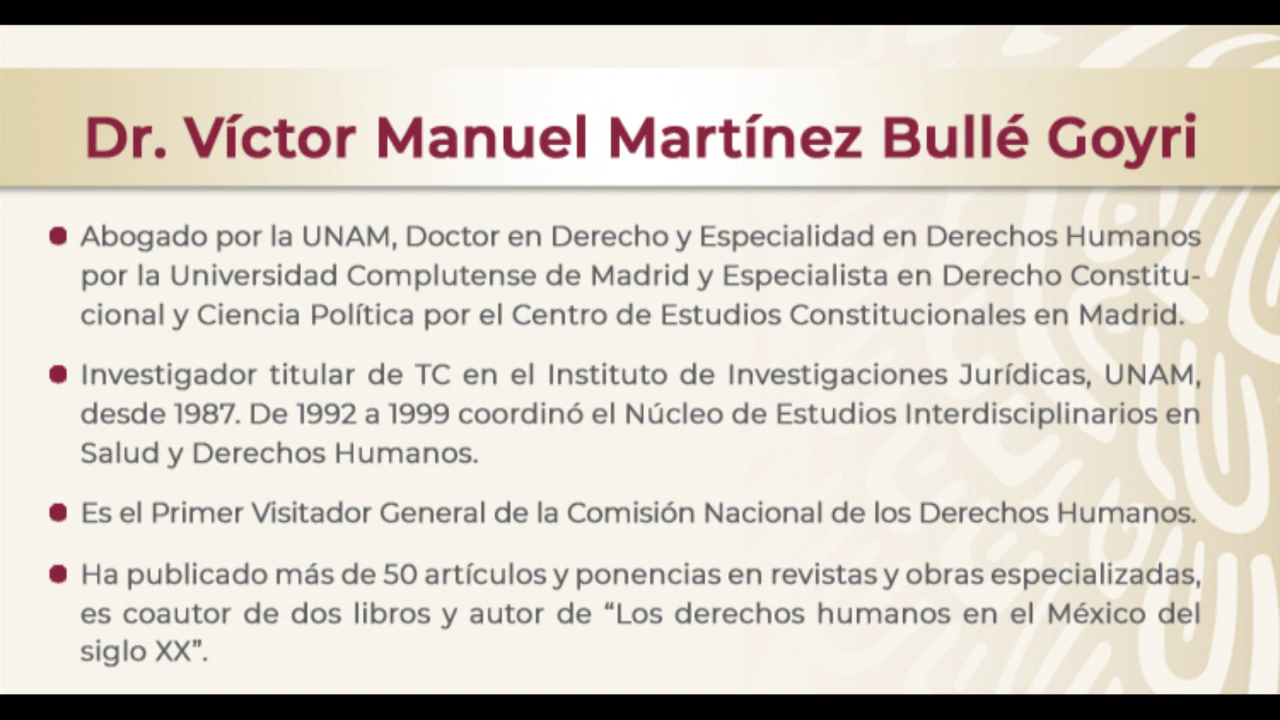 Dr. Víctor Manuel Martínez Bullé Goyri
Abogado por la UNAM, Doctor en Derecho y Especialidad en Derechos Humanos
por la Universidad Complutense de Madrid y Especialista en Derecho Constitu-
cional y Ciencia Política por el Centro de Estudios Constitucionales en Madrid.
Investigador titular de TC en el Instituto de Investigaciones Jurídicas, UNAM,
desde 1987. De 1992 a 1999 coordinó el Núcleo de Estudios Interdisciplinarios en
Salud y Derechos Humanos.
Es el Primer Visitador General de la Comisión Nacional de los Derechos Humanos.
Ha publicado más de 50 artículos y ponencias en revistas y obras especializadas,
es coautor de dos libros y autor de “Los derechos humanos en el México del
siglo XX”.